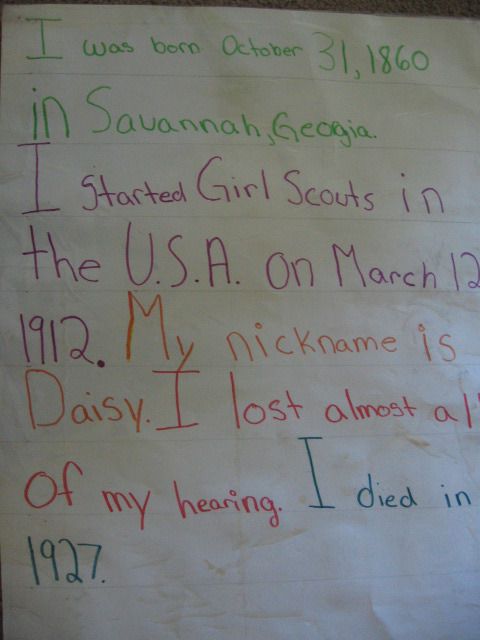 I was born October 31, 1860
in Savannah, Geogia.
I started Girl Scouts in
the U.S.A. on March 12
1912. My nickname is
Daisy. I lost almost all
of my hearing. I died in
1927.